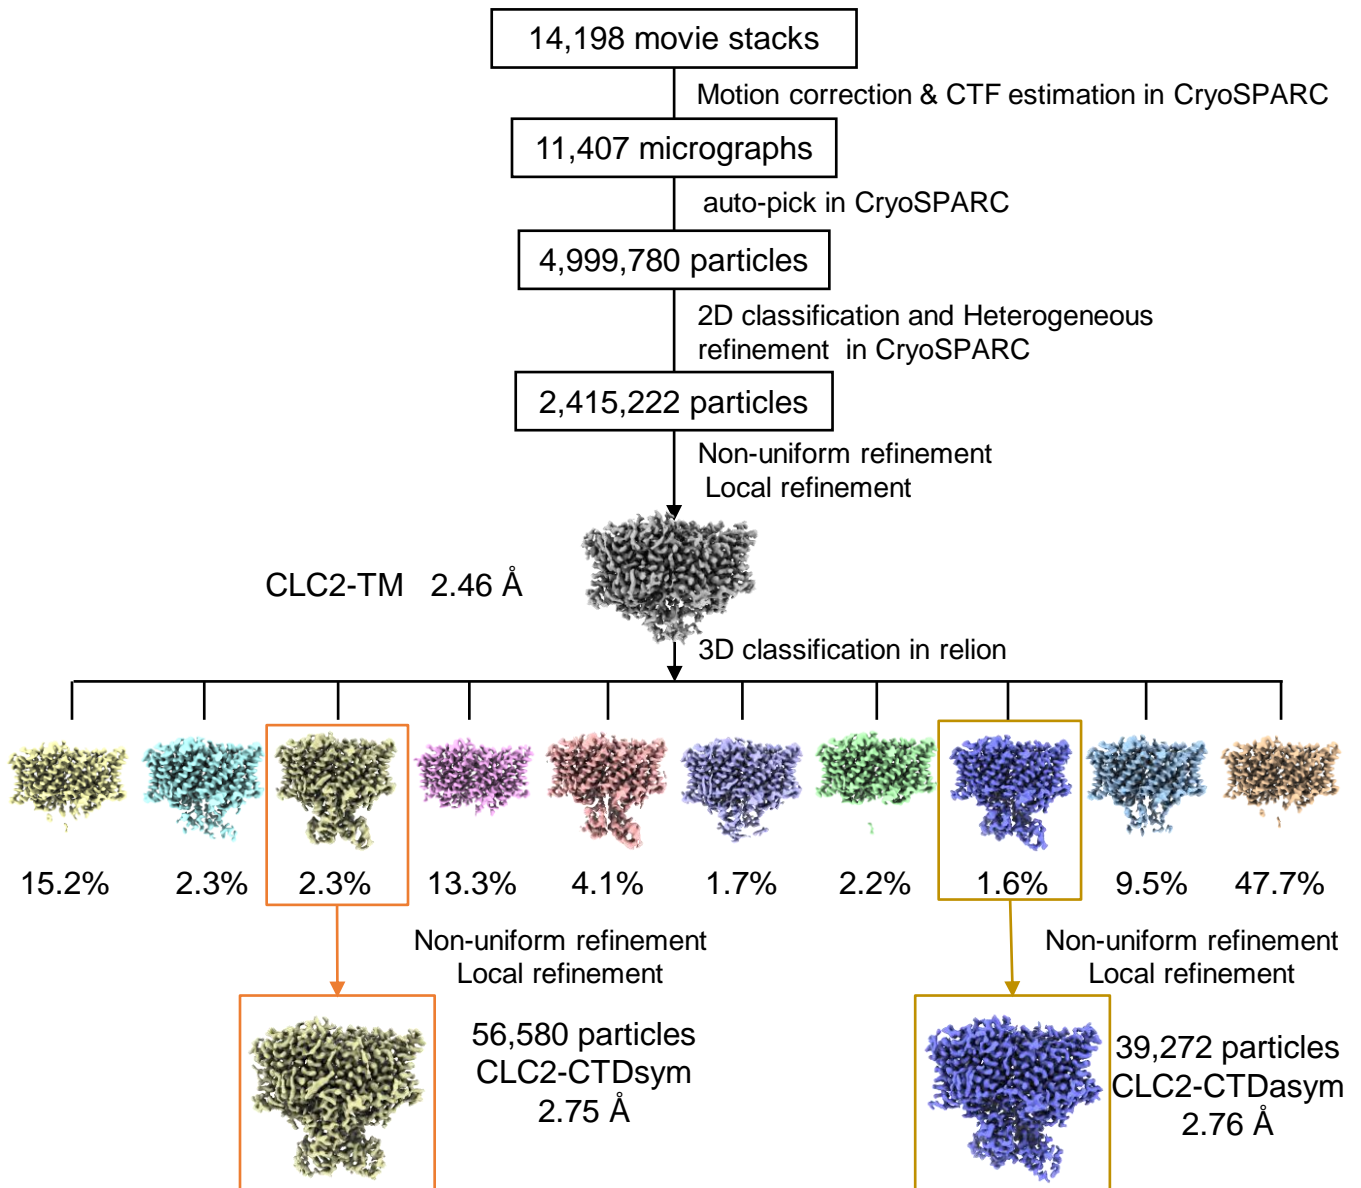 14,198 movie stacks
Motion correction & CTF estimation in CryoSPARC
11,407 micrographs
auto-pick in CryoSPARC
4,999,780 particles
2D classification and Heterogeneous
refinement in CryoSPARC
2,415,222 particles
Non-uniform refinement
Local refinement
CLC2-TM 2.46 Å
3D classification in relion
15.2% 2.3% 2.3% 13.3% 4.1% 1.7% 2.2% 1.6% 9.5% 47.7%
Non-uniform refinement
Local refinement
Non-uniform refinement
Local refinement
56,580 particles
CLC2-CTDsym
2.75 Å
39,272 particles
CLC2-CTDasym
2.76 Å